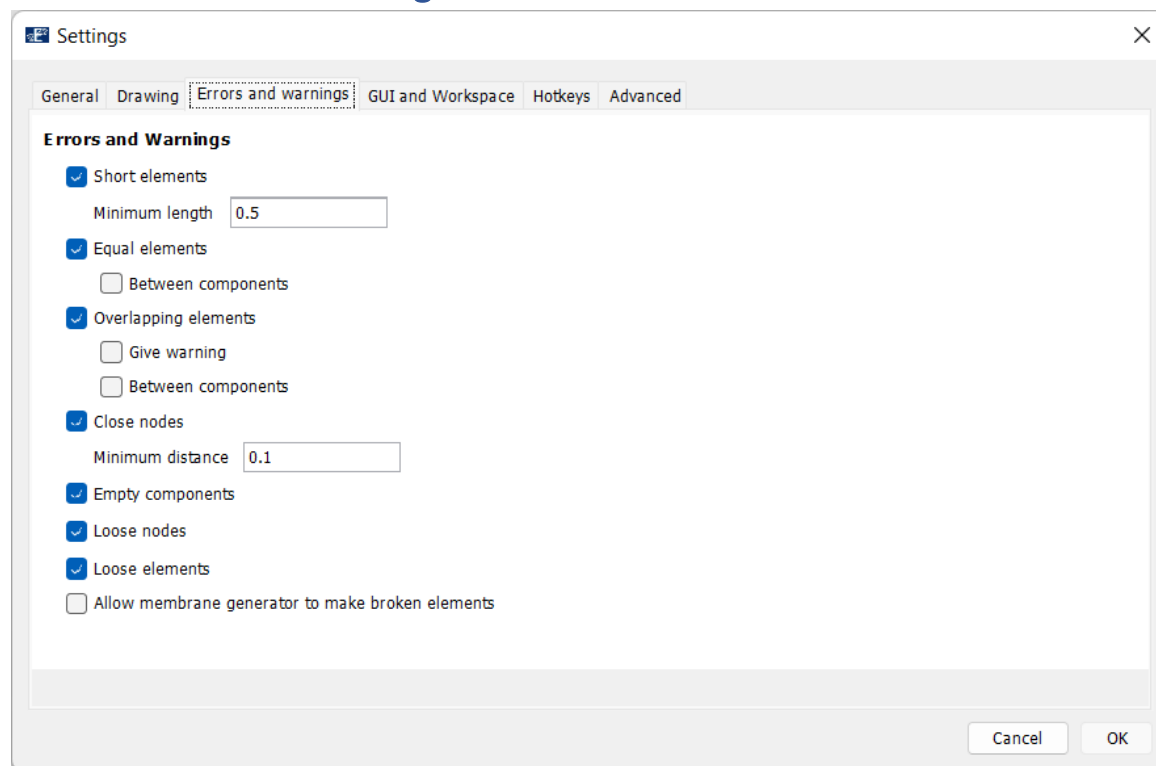 Settings
General Drawing Errors and warnings GUI and Workspace Hotkeys Advanced
Errors and Warnings
Short elements
Minimum length 0.5
Equal elements
Between components
Overlapping elements
Give warning
Between components
Close nodes
Minimum distance 0.1
Empty components
Loose nodes
Loose elements
Allow membrane generator to make broken elements
Cancel OK